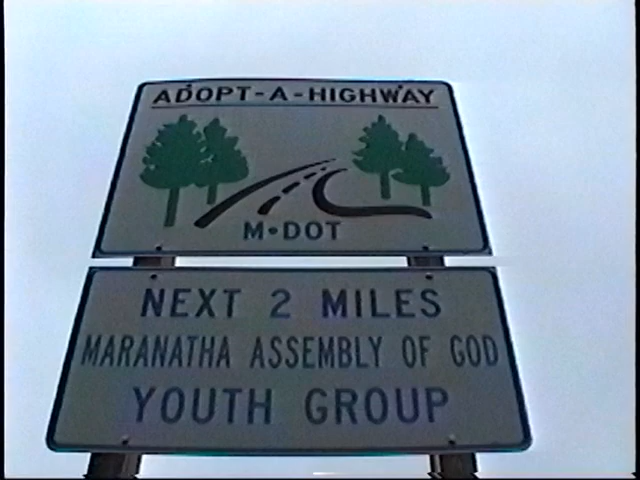 ADOPT-A-HIGHWAY
M•DOT
NEXT 2 MILES
MARANATHA ASSEMBLY OF GOD
YOUTH GROUP